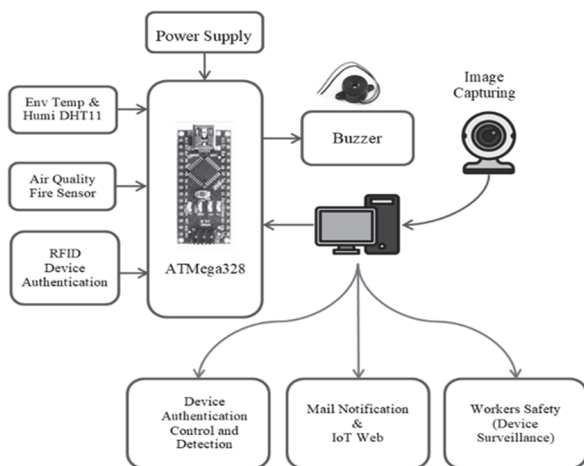 Power Supply
Env Temp &
Humi DHT11
Air Quality
Fire Sensor
RFID
Device
Authentication
ATMega328
Buzzer
Image
Capturing
Device
Authentication
Control and
Detection
Mail Notification
&
IoT Web
Workers Safety
(Device
Surveillance)